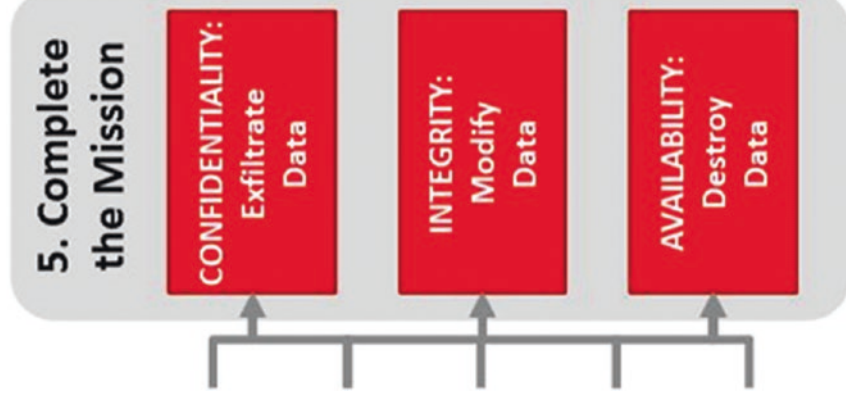 5. Complete
the Mission
CONFIDENTIALITY:
Exfiltrate
Data
INTEGRITY:
Modify
Data
AVAILABILITY:
Destroy
Data